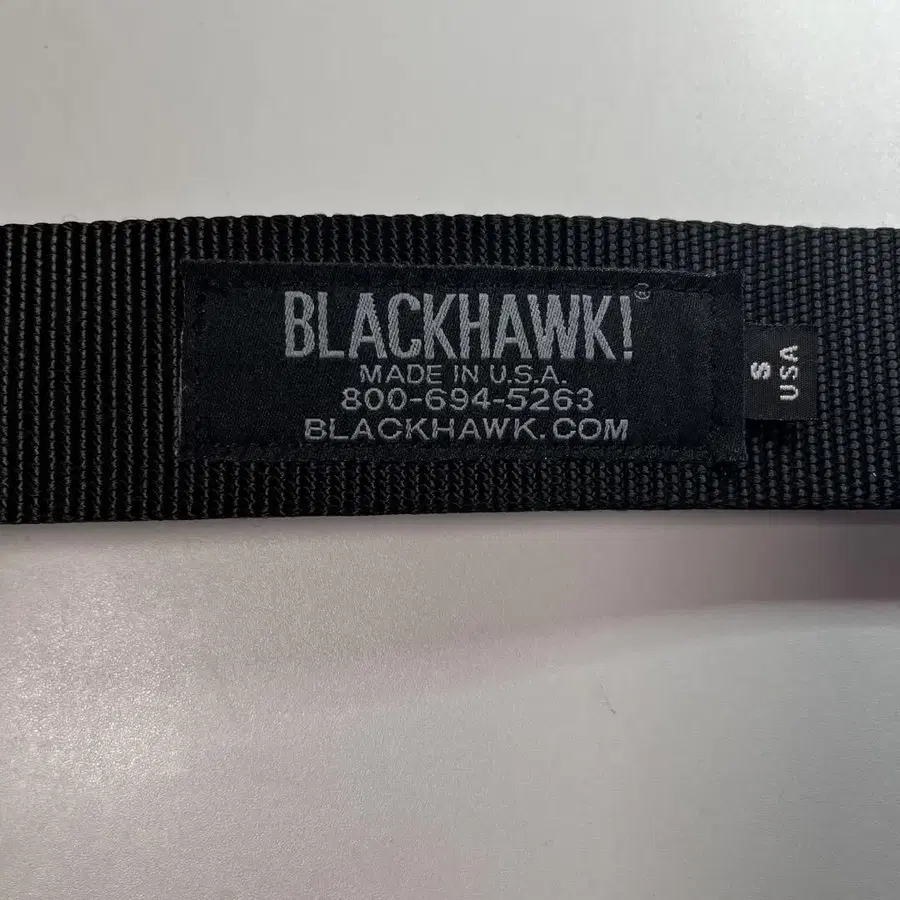 BLACKHAWK!®
MADE IN U.S.A.
800-694-5263
BLACKHAWK.COM
S
USA